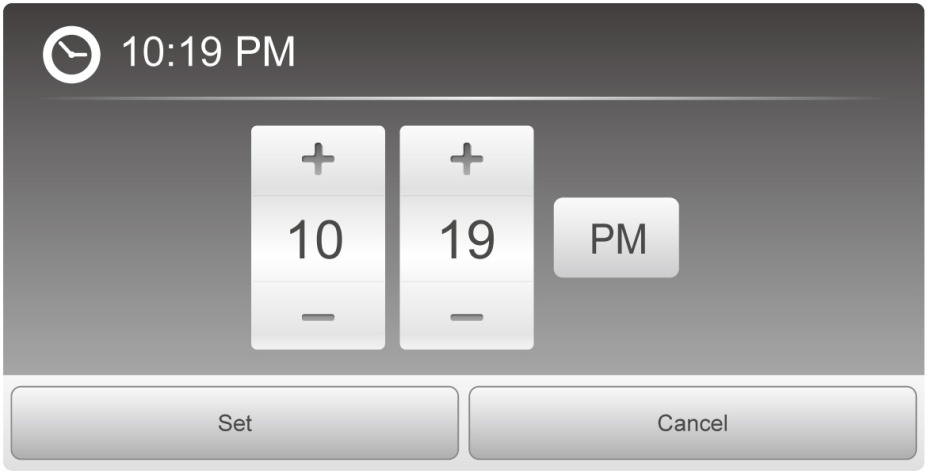 10:19 PM
+ +
10 19 PM
− −
Set Cancel